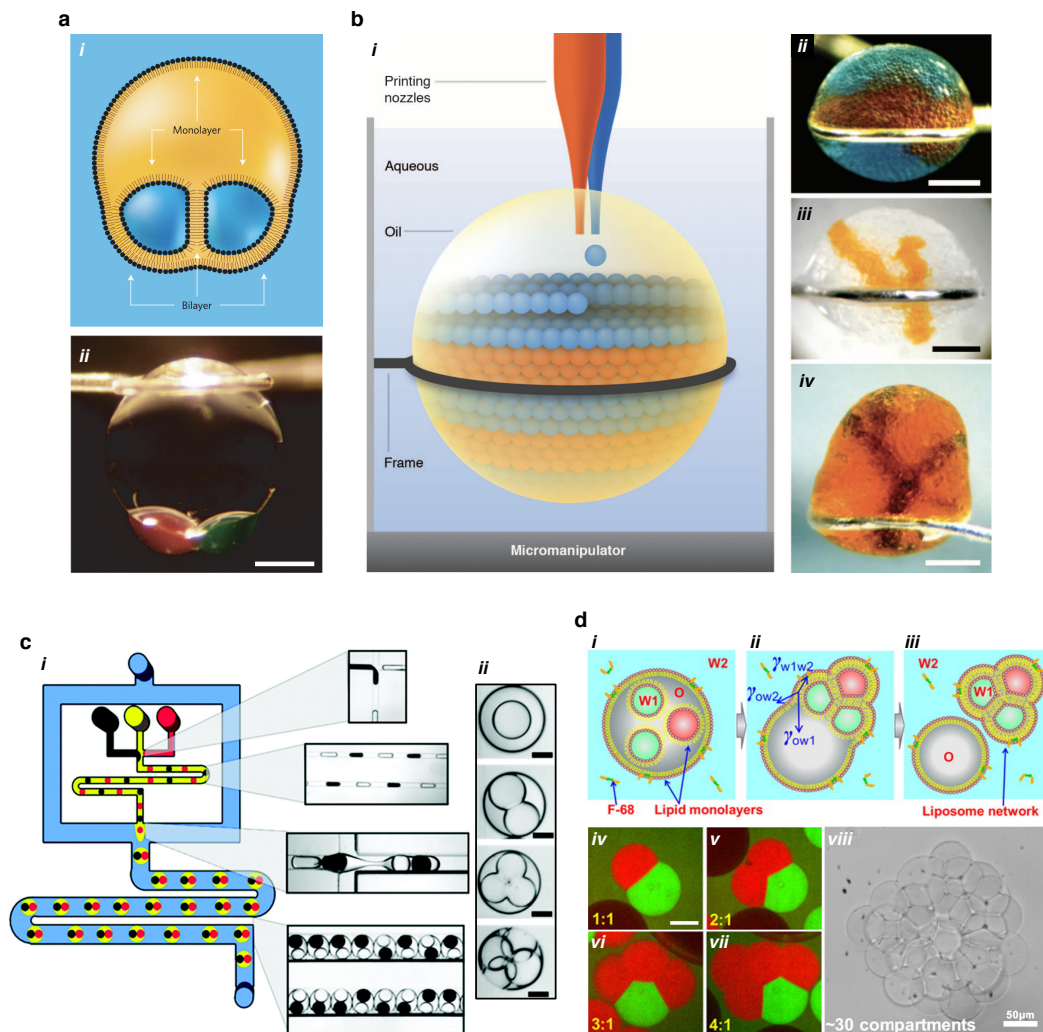 a
i
Monolayer
Bilayer
ii
b
i
Printing
nozzles
Aqueous
Oil
Frame
Micromanipulator
ii
iii
iv
c
i
ii
d
i
W2
W1
O
F-68
Lipid monolayers
ii
γw1w2
γow2
γow1
iii
W2
W1
O
Liposome network
iv
1:1
v
2:1
vi
3:1
vii
4:1
viii
~30 compartments
50μm